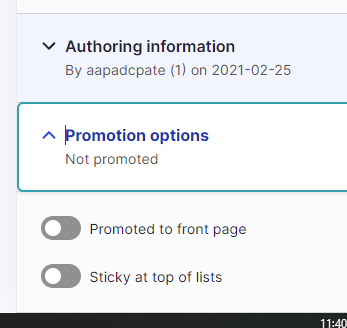 Authoring information
By aapadcpate (1) on 2021-02-25
Promotion options
Not promoted
Promoted to front page
Sticky at top of lists
11:40